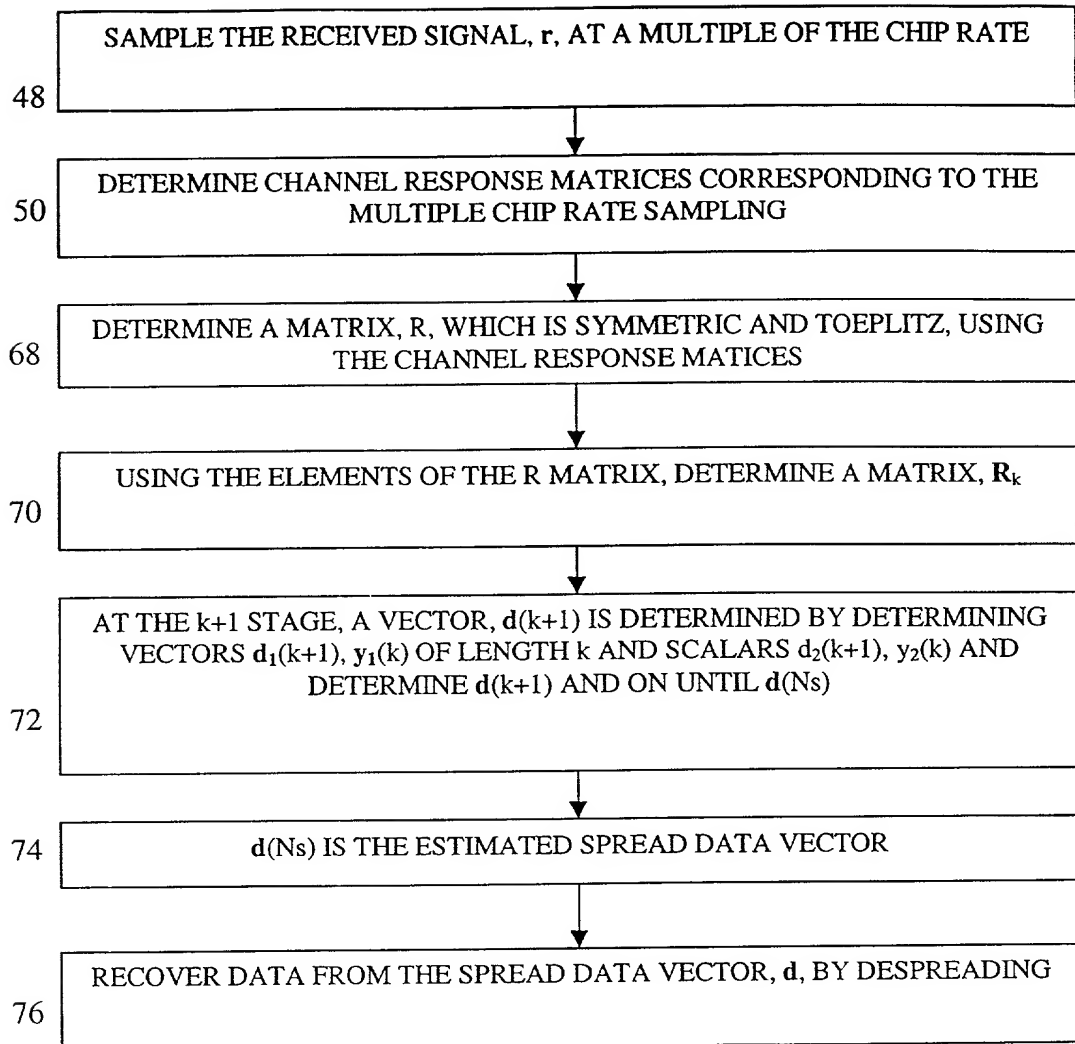 SAMPLE THE RECEIVED SIGNAL, r, AT A MULTIPLE OF THE CHIP RATE
48
DETERMINE CHANNEL RESPONSE MATRICES CORRESPONDING TO THE
MULTIPLE CHIP RATE SAMPLING
50
DETERMINE A MATRIX, R, WHICH IS SYMMETRIC AND TOEPLITZ, USING
THE CHANNEL RESPONSE MATICES
68
USING THE ELEMENTS OF THE R MATRIX, DETERMINE A MATRIX, Rk
70
AT THE k+1 STAGE, A VECTOR, d(k+1) IS DETERMINED BY DETERMINING
VECTORS d1(k+1), y1(k) OF LENGTH k AND SCALARS d2(k+1), y2(k) AND
DETERMINE d(k+1) AND ON UNTIL d(Ns)
72
74
d(Ns) IS THE ESTIMATED SPREAD DATA VECTOR
RECOVER DATA FROM THE SPREAD DATA VECTOR, d, BY DESPREADING
76